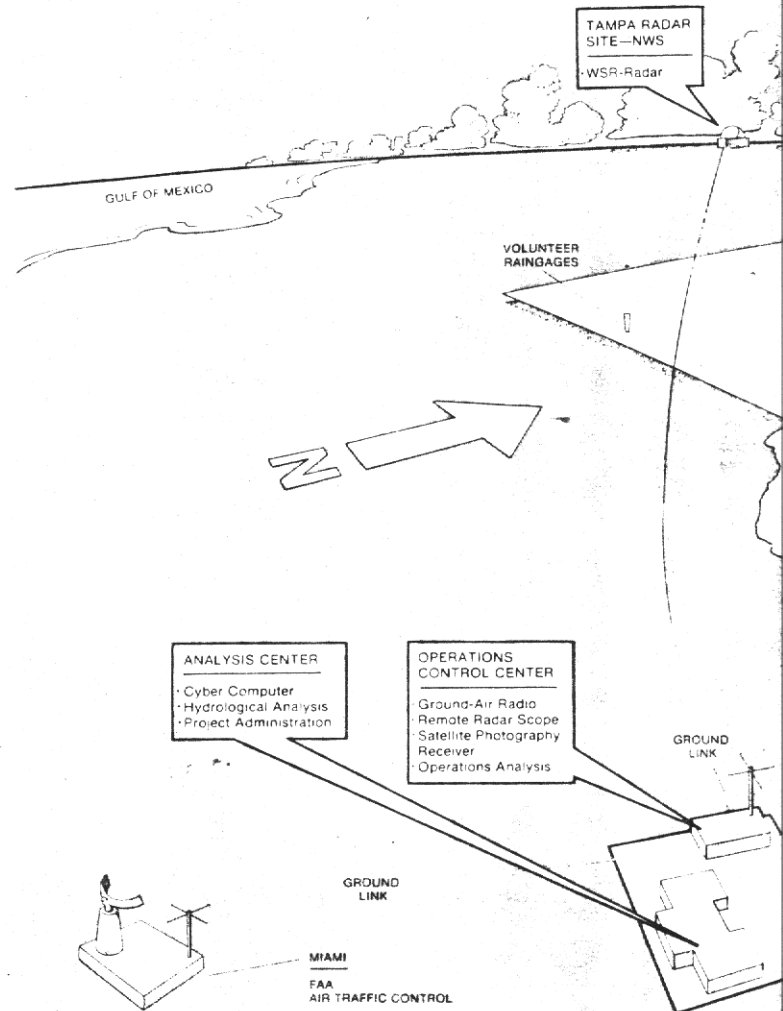 TAMPA RADAR
SITE—NWS
· WSR-Radar
GULF OF MEXICO
VOLUNTEER
RAINGAGES
N
ANALYSIS CENTER
· Cyber Computer
· Hydrological Analysis
· Project Administration
OPERATIONS
CONTROL CENTER
· Ground-Air Radio
· Remote Radar Scope
· Satellite Photography
Receiver
· Operations Analysis
GROUND
LINK
GROUND
LINK
MIAMI
FAA
AIR TRAFFIC CONTROL